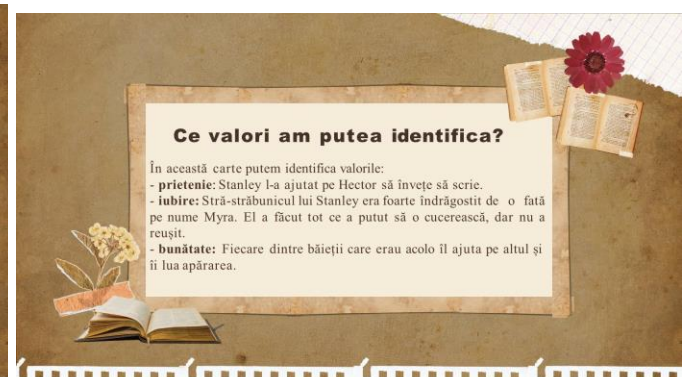 Ce valori am putea identifica?
În această carte putem identifica valorile:
- prietenie: Stanley l-a ajutat pe Hector să învețe să scrie.
- iubire: Stră-străbunicul lui Stanley era foarte îndrăgostit de o fată
pe nume Myra. El a făcut tot ce a putut să o cucerească, dar nu a
reușit.
- bunătate: Fiecare dintre băieții care erau acolo îl ajuta pe altul și
îi lua apărarea.